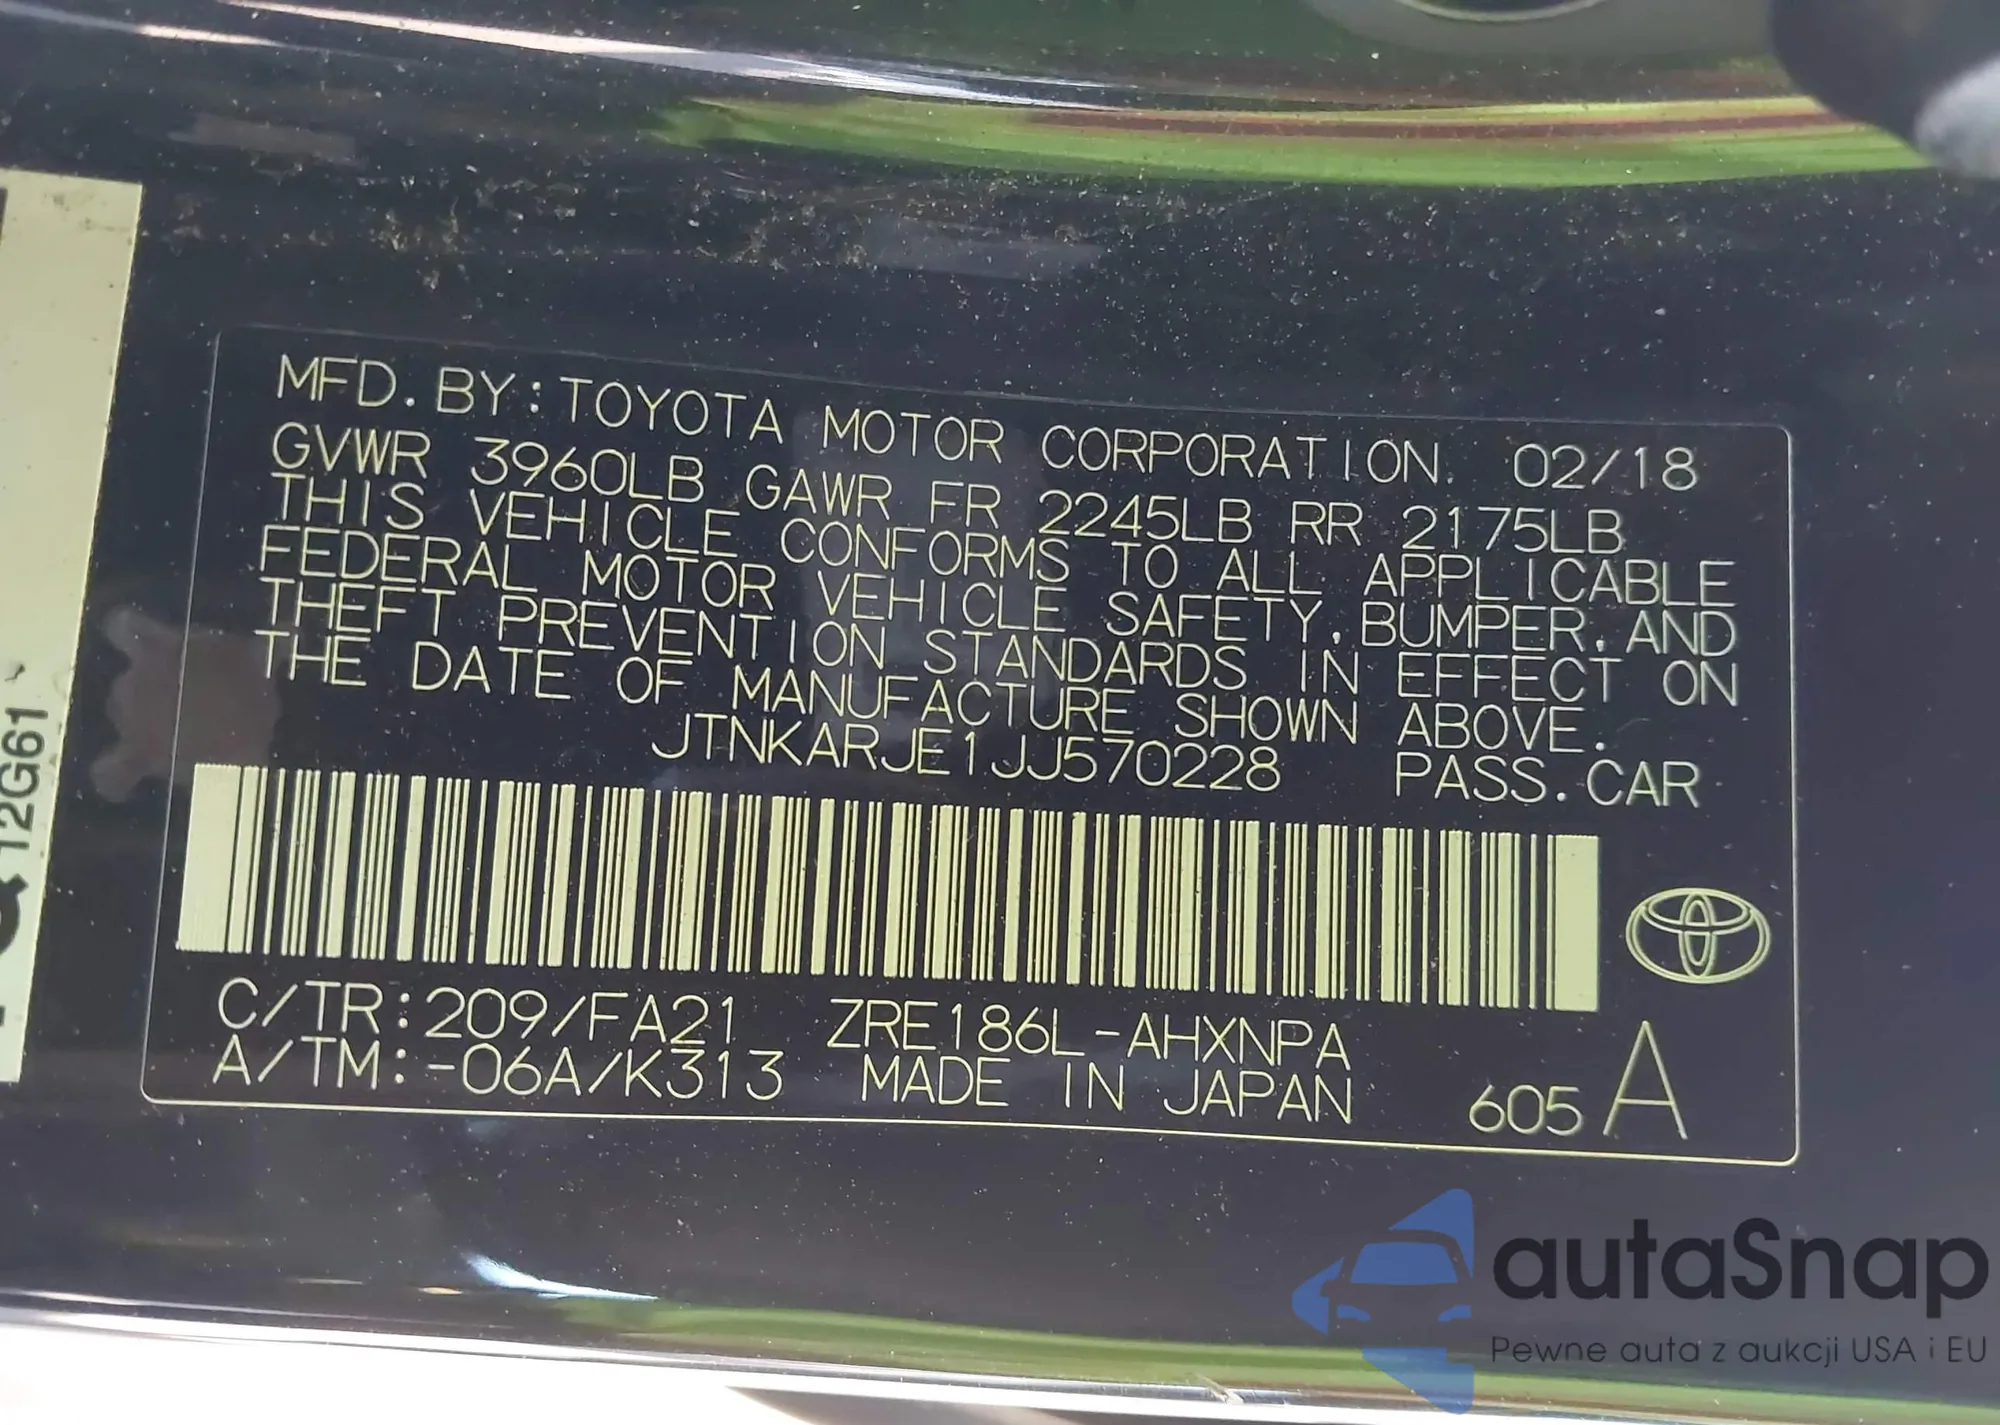 MFD. BY: TOYOTA MOTOR CORPORATION 02/18
GVWR 3960LB GAWR FR 2245LB RR 2175LB
THIS VEHICLE CONFORMS TO ALL APPLICABLE
FEDERAL MOTOR VEHICLE SAFETY, BUMPER, AND
THEFT PREVENTION STANDARDS IN EFFECT ON
THE DATE OF MANUFACTURE SHOWN ABOVE.
JTNKARJE1JJ570228 PASS. CAR
C/TR: 209/FA21 ZRE186L-AHXNPA
A/TM: -06A/K313 MADE IN JAPAN 605 A
12G61
autaSnap
Pewne auta z aukcji USA i EU